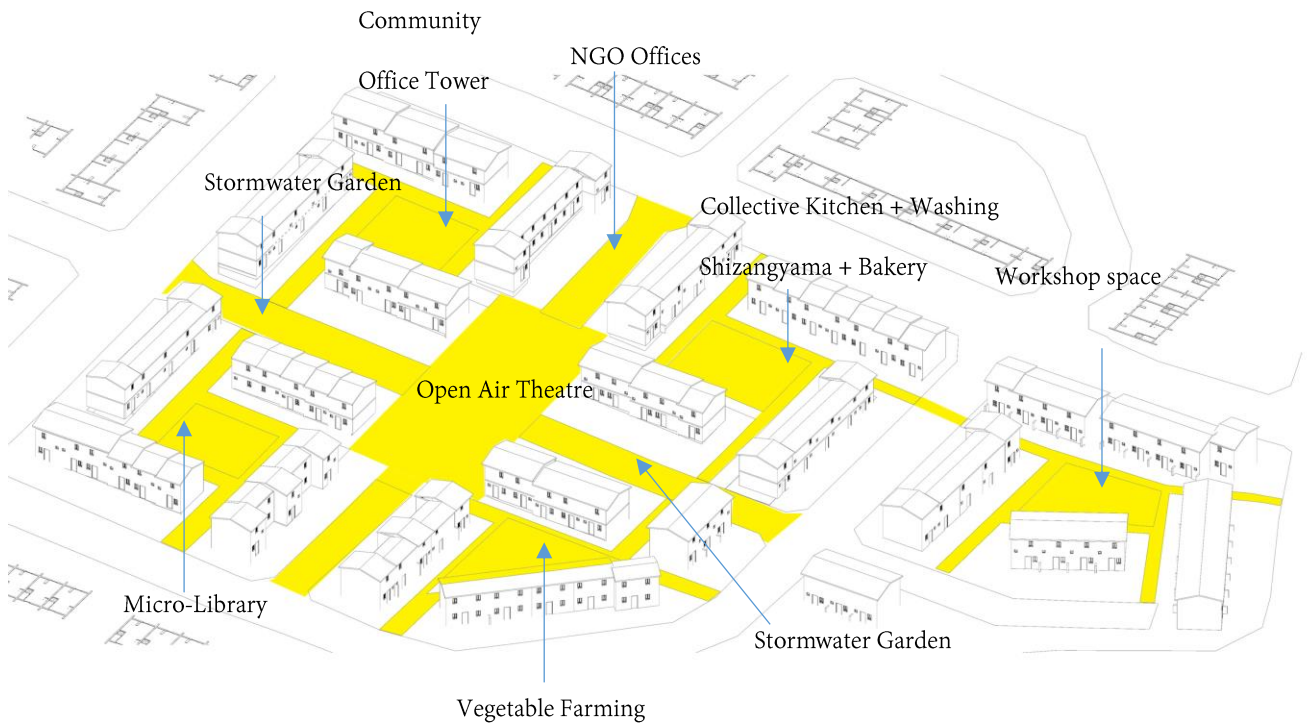 Community
Office Tower
NGO Offices
Stormwater Garden
Collective Kitchen + Washing
Shizangyama + Bakery
Workshop space
Open Air Theatre
Micro-Library
Stormwater Garden
Vegetable Farming